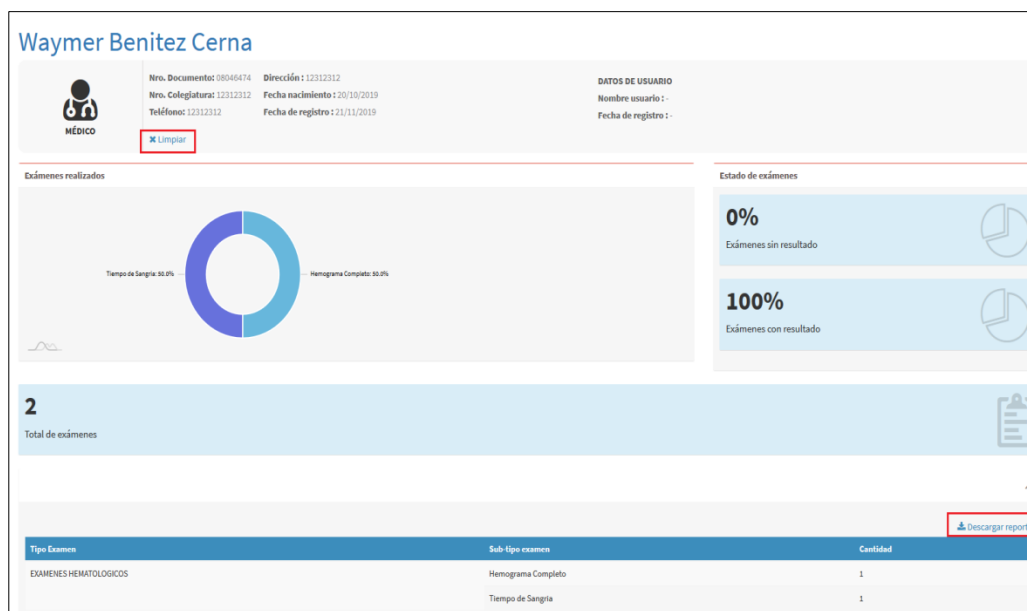 Waymer Benitez Cerna
MÉDICO
Nro. Documento: 08046474
Nro. Colegiatura: 12312312
Teléfono: 12312312
Dirección : 12312312
Fecha nacimiento : 20/10/2019
Fecha de registro : 21/11/2019
DATOS DE USUARIO
Nombre usuario : -
Fecha de registro : -
✖ Limpiar
Exámenes realizados
Tiempo de Sangria: 50.0%
Hemograma Completo: 50.0%
Estado de exámenes
0%
Exámenes sin resultado
100%
Exámenes con resultado
2
Total de exámenes
Descargar report
Tipo Examen Sub-tipo examen Cantidad
EXAMENES HEMATOLOGICOS Hemograma Completo 1
Tiempo de Sangria 1